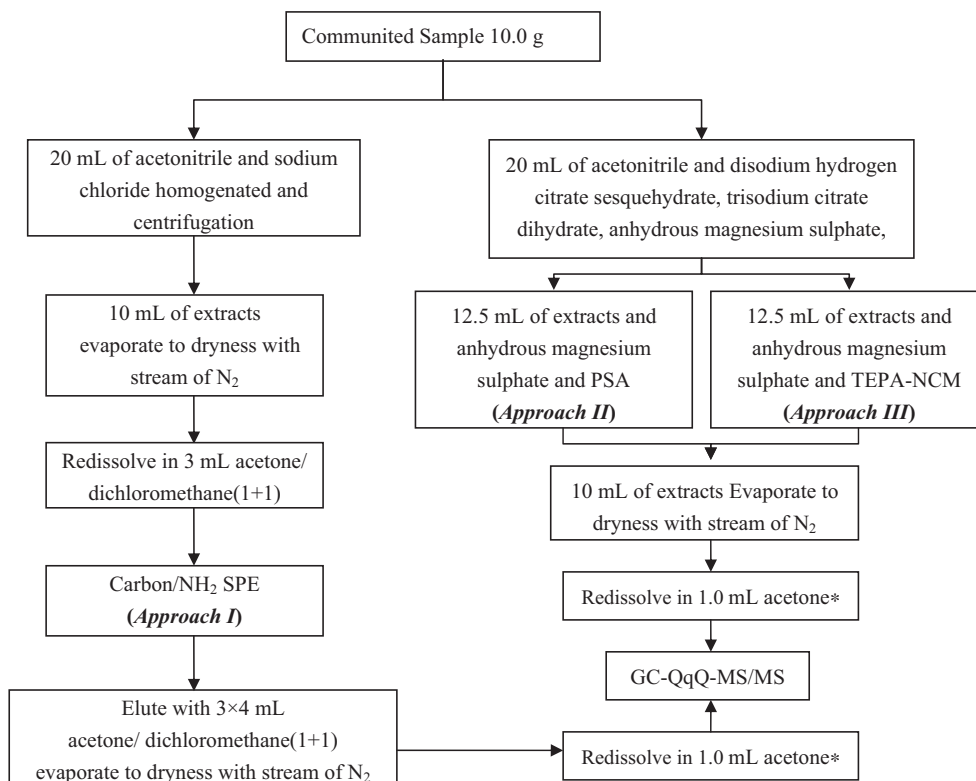 Communited Sample 10.0 g
20 mL of acetonitrile and sodium
chloride homogenated and
centrifugation
20 mL of acetonitrile and disodium hydrogen
citrate sesquehydrate, trisodium citrate
dihydrate, anhydrous magnesium sulphate,
10 mL of extracts
evaporate to dryness with
stream of N₂
12.5 mL of extracts and
anhydrous magnesium
sulphate and PSA
(Approach II)
12.5 mL of extracts and
anhydrous magnesium
sulphate and TEPA-NCM
(Approach III)
Redissolve in 3 mL acetone/
dichloromethane(1+1)
10 mL of extracts Evaporate to
dryness with stream of N₂
Carbon/NH₂ SPE
(Approach I)
Redissolve in 1.0 mL acetone*
GC-QqQ-MS/MS
Elute with 3×4 mL
acetone/ dichloromethane(1+1)
evaporate to dryness with stream of N₂
Redissolve in 1.0 mL acetone*